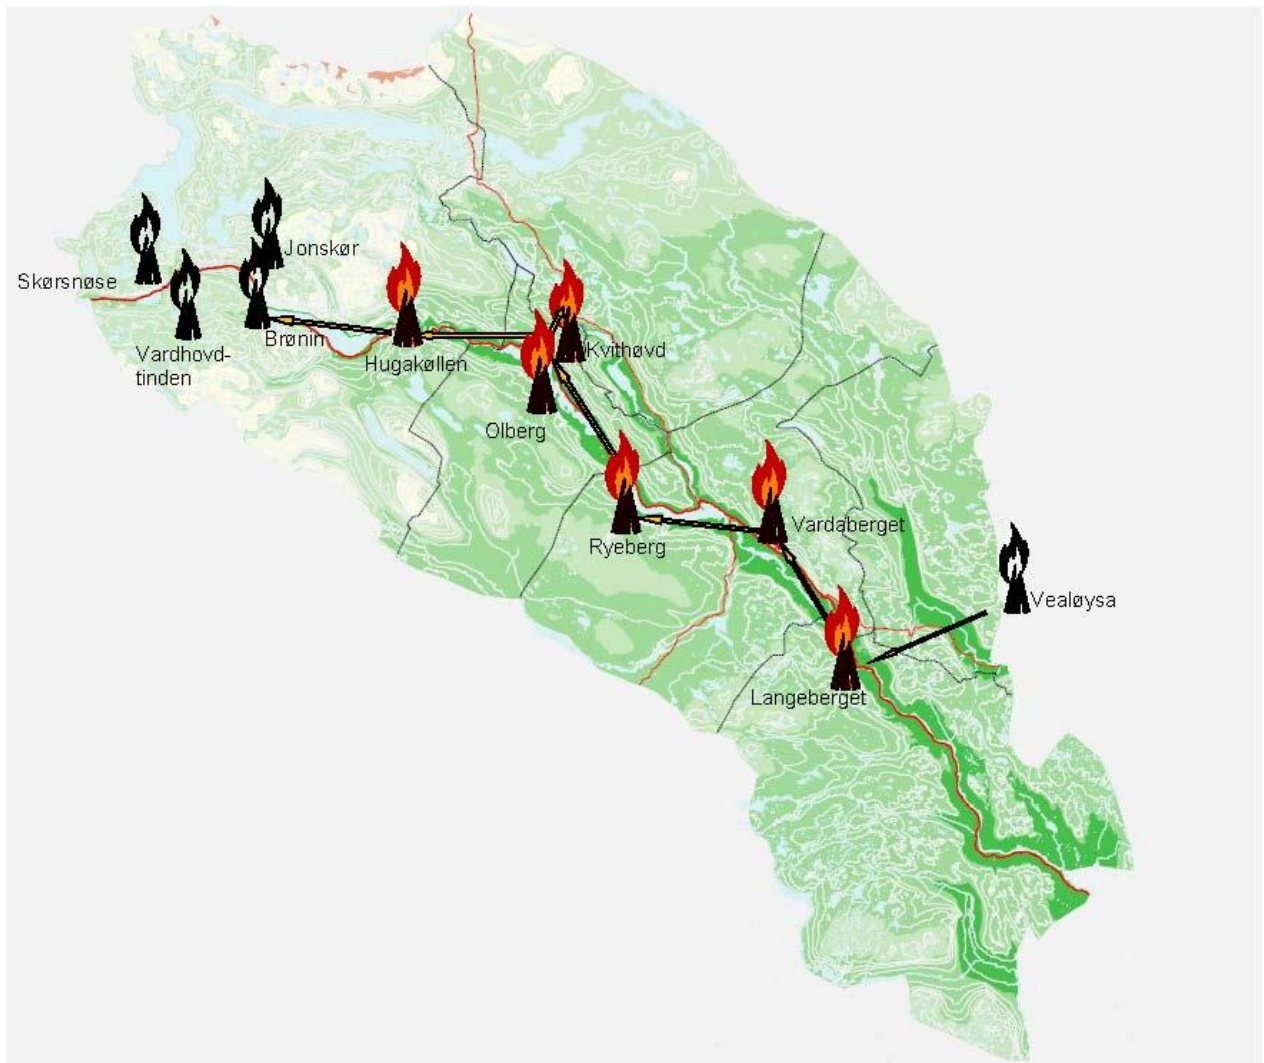 Jonskør
Skørsnøse
Brønin
Vardhovd-
tinden
Hugakøllen
Kvithøvd
Olberg
Vardaberget
Ryeberg
Vealøysa
Langeberget